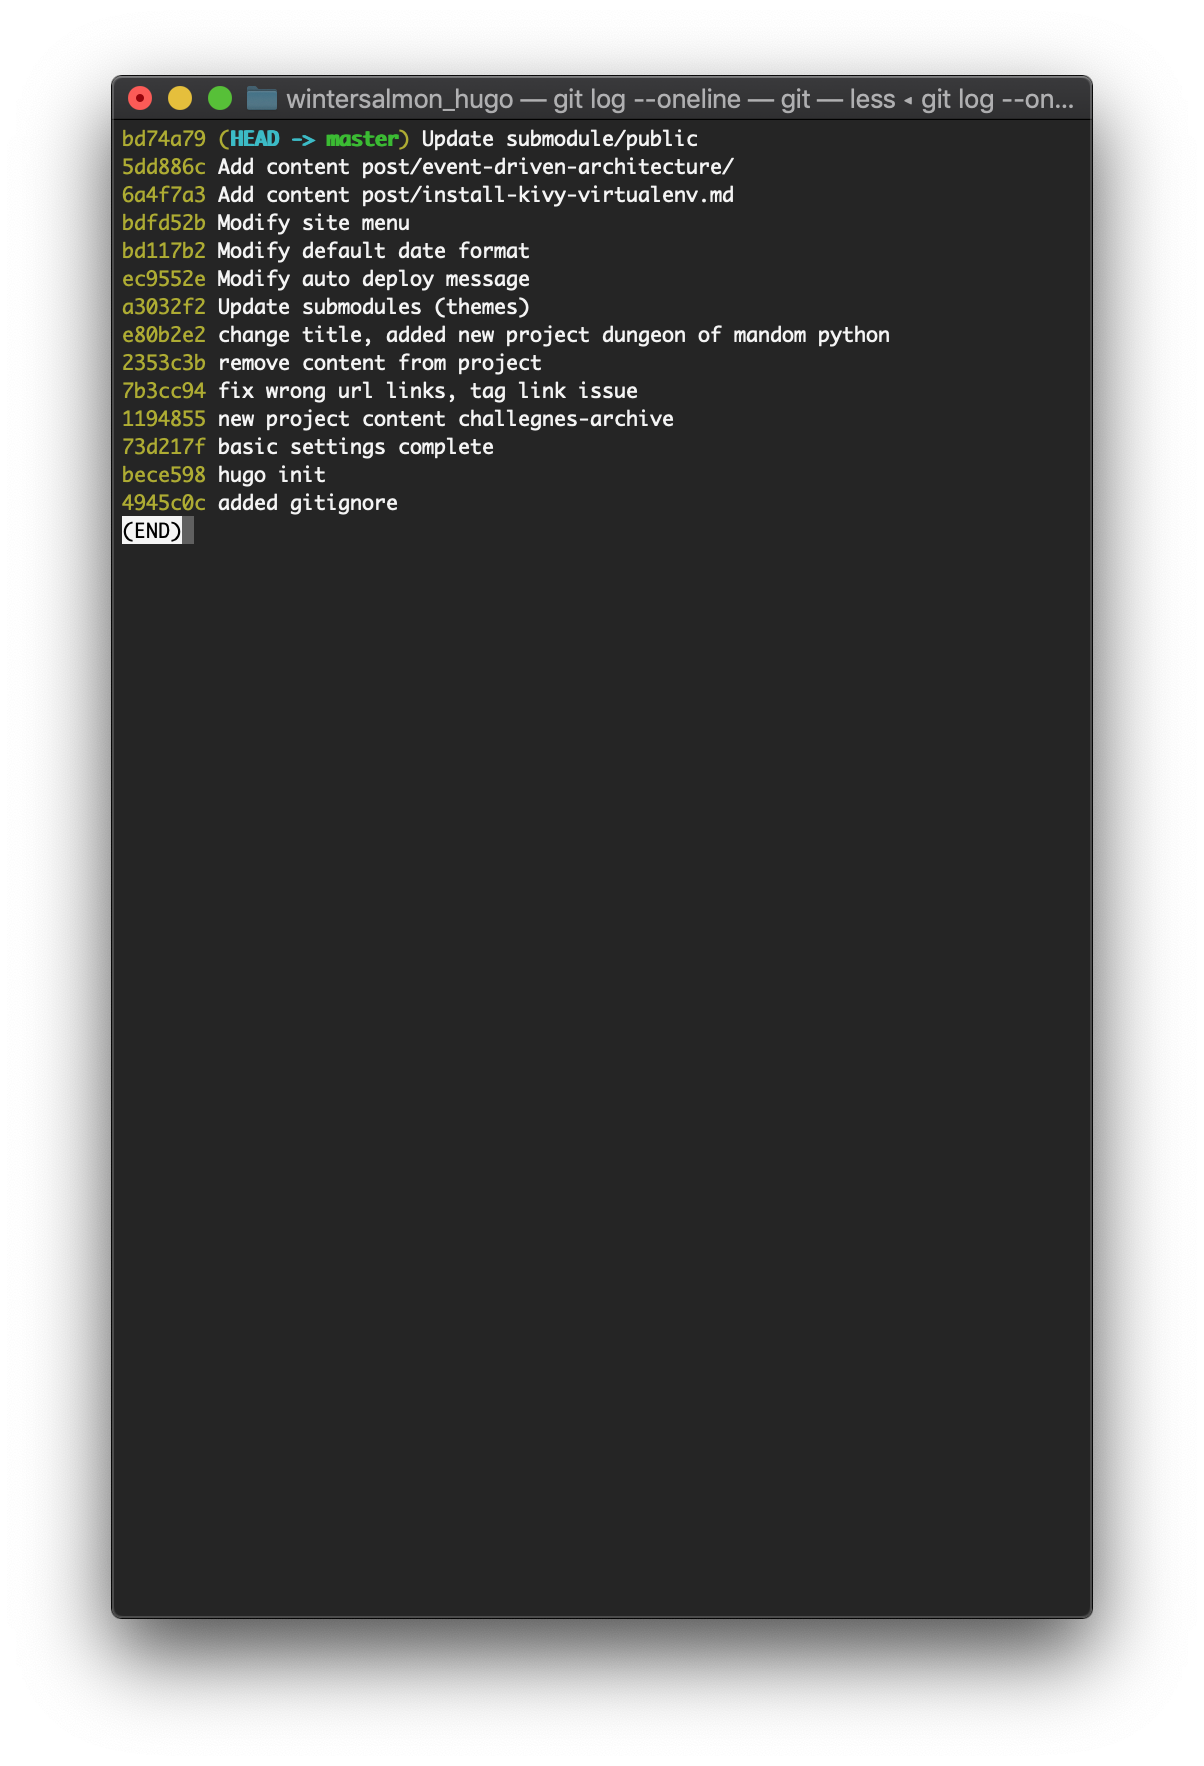 wintersalmon_hugo — git log --oneline — git — less ◂ git log --on...
bd74a79 (HEAD -> master) Update submodule/public
5dd886c Add content post/event-driven-architecture/
6a4f7a3 Add content post/install-kivy-virtualenv.md
bdfd52b Modify site menu
bd117b2 Modify default date format
ec9552e Modify auto deploy message
a3032f2 Update submodules (themes)
e80b2e2 change title, added new project dungeon of mandom python
2353c3b remove content from project
7b3cc94 fix wrong url links, tag link issue
1194855 new project content challegnes-archive
73d217f basic settings complete
bece598 hugo init
4945c0c added gitignore
(END)